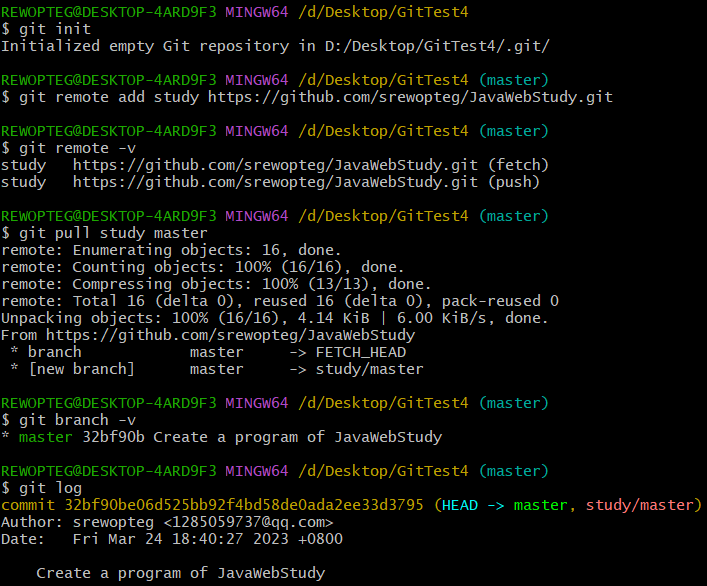 REWOPTEG@DESKTOP-4ARD9F3 MINGW64 /d/Desktop/GitTest4
$ git init
Initialized empty Git repository in D:/Desktop/GitTest4/.git/
REWOPTEG@DESKTOP-4ARD9F3 MINGW64 /d/Desktop/GitTest4 (master)
$ git remote add study https://github.com/srewopteg/JavaWebStudy.git
REWOPTEG@DESKTOP-4ARD9F3 MINGW64 /d/Desktop/GitTest4 (master)
$ git remote -v
study   https://github.com/srewopteg/JavaWebStudy.git (fetch)
study   https://github.com/srewopteg/JavaWebStudy.git (push)
REWOPTEG@DESKTOP-4ARD9F3 MINGW64 /d/Desktop/GitTest4 (master)
$ git pull study master
remote: Enumerating objects: 16, done.
remote: Counting objects: 100% (16/16), done.
remote: Compressing objects: 100% (13/13), done.
remote: Total 16 (delta 0), reused 16 (delta 0), pack-reused 0
Unpacking objects: 100% (16/16), 4.14 KiB | 6.00 KiB/s, done.
From https://github.com/srewopteg/JavaWebStudy
 * branch            master     -> FETCH_HEAD
 * [new branch]      master     -> study/master
REWOPTEG@DESKTOP-4ARD9F3 MINGW64 /d/Desktop/GitTest4 (master)
$ git branch -v
* master 32bf90b Create a program of JavaWebStudy
REWOPTEG@DESKTOP-4ARD9F3 MINGW64 /d/Desktop/GitTest4 (master)
$ git log
commit 32bf90be06d525bb92f4bd58de0ada2ee33d3795 (HEAD -> master, study/master)
Author: srewopteg <1285059737@qq.com>
Date:   Fri Mar 24 18:40:27 2023 +0800
    Create a program of JavaWebStudy